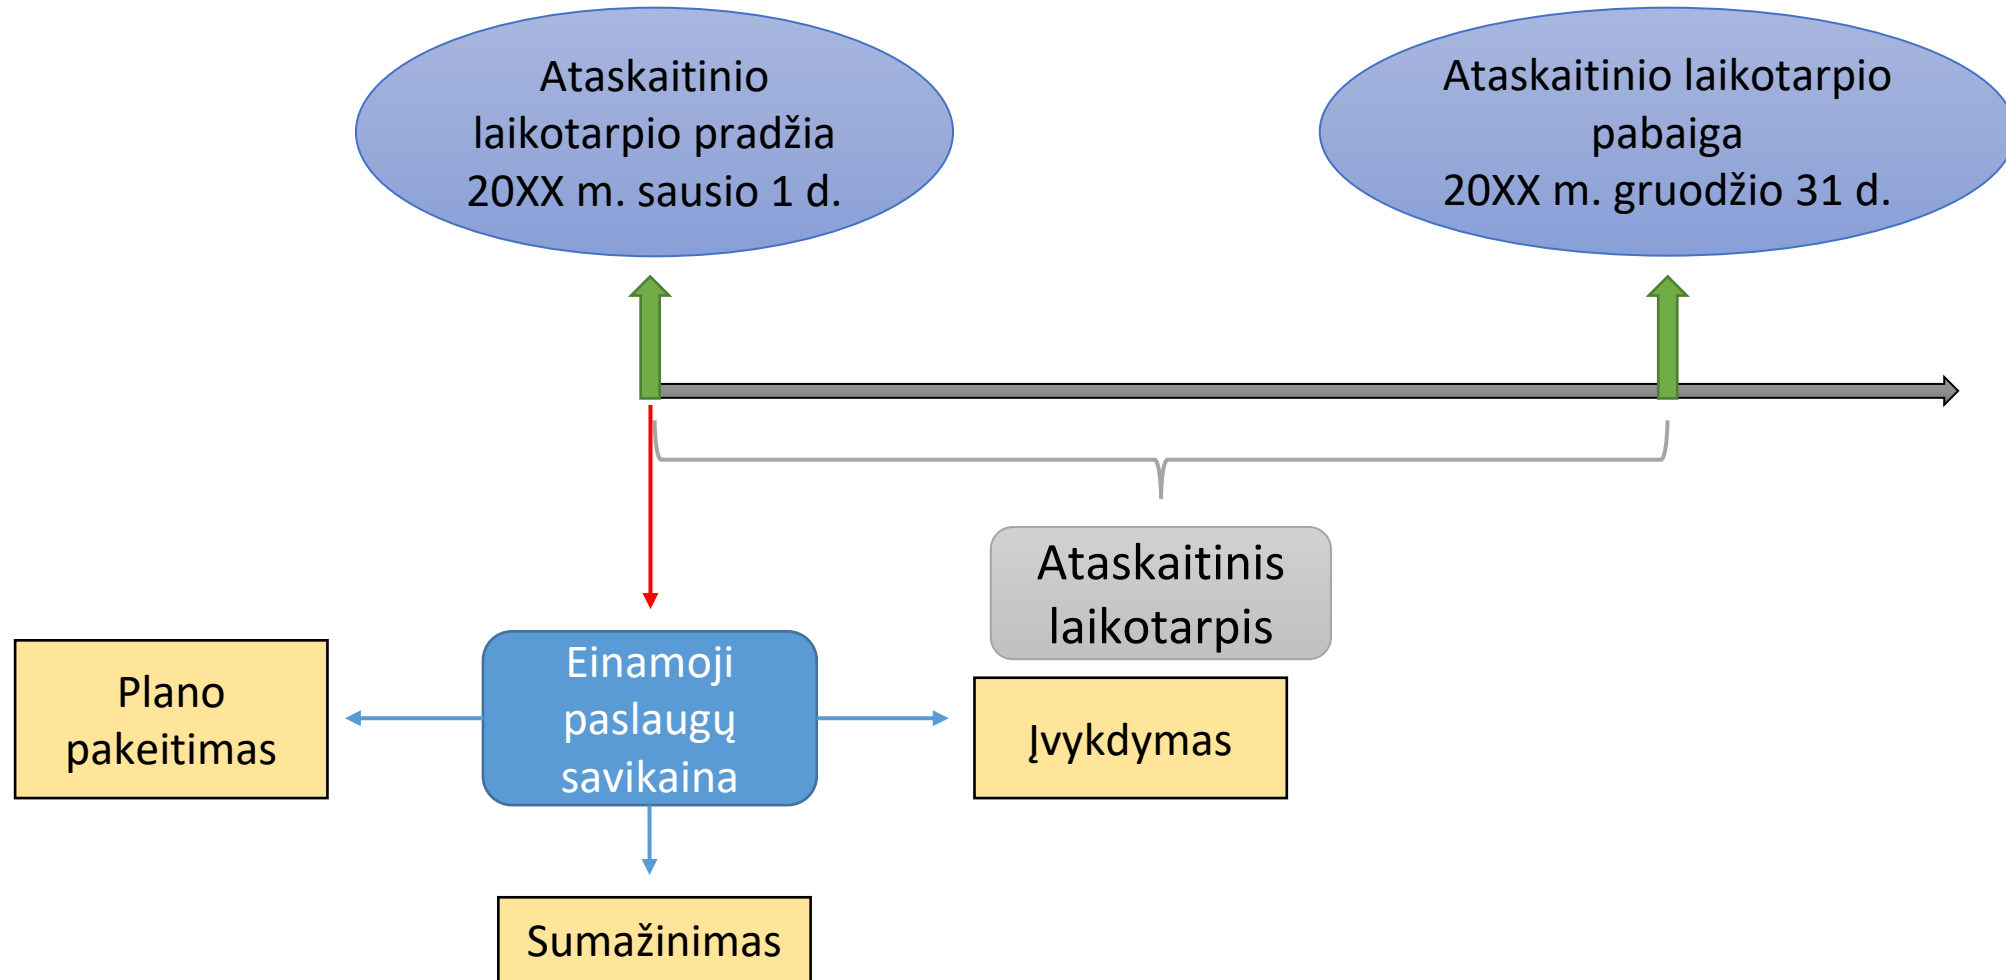 Ataskaitinio
laikotarpio pradžia
20XX m. sausio 1 d.
Ataskaitinio laikotarpio
pabaiga
20XX m. gruodžio 31 d.
Ataskaitinis
laikotarpis
Plano
pakeitimas
Einamoji
paslaugų
savikaina
Įvykdymas
Sumažinimas